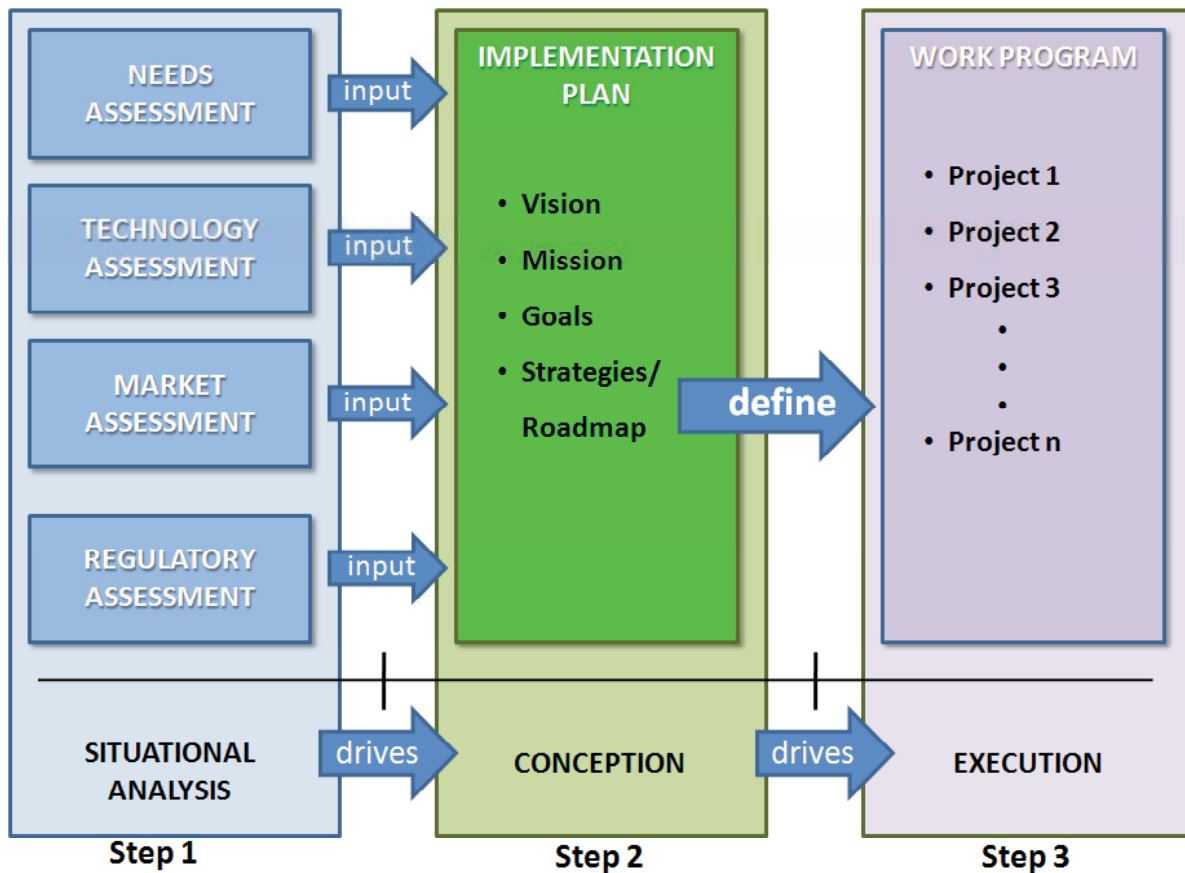 NEEDS
ASSESSMENT
input
TECHNOLOGY
ASSESSMENT
input
MARKET
ASSESSMENT
input
REGULATORY
ASSESSMENT
input
IMPLEMENTATION
PLAN
• Vision
• Mission
• Goals
• Strategies/
Roadmap
define
WORK PROGRAM
• Project 1
• Project 2
• Project 3
•
•
•
• Project n
SITUATIONAL
ANALYSIS
drives
CONCEPTION
drives
EXECUTION
Step 1
Step 2
Step 3